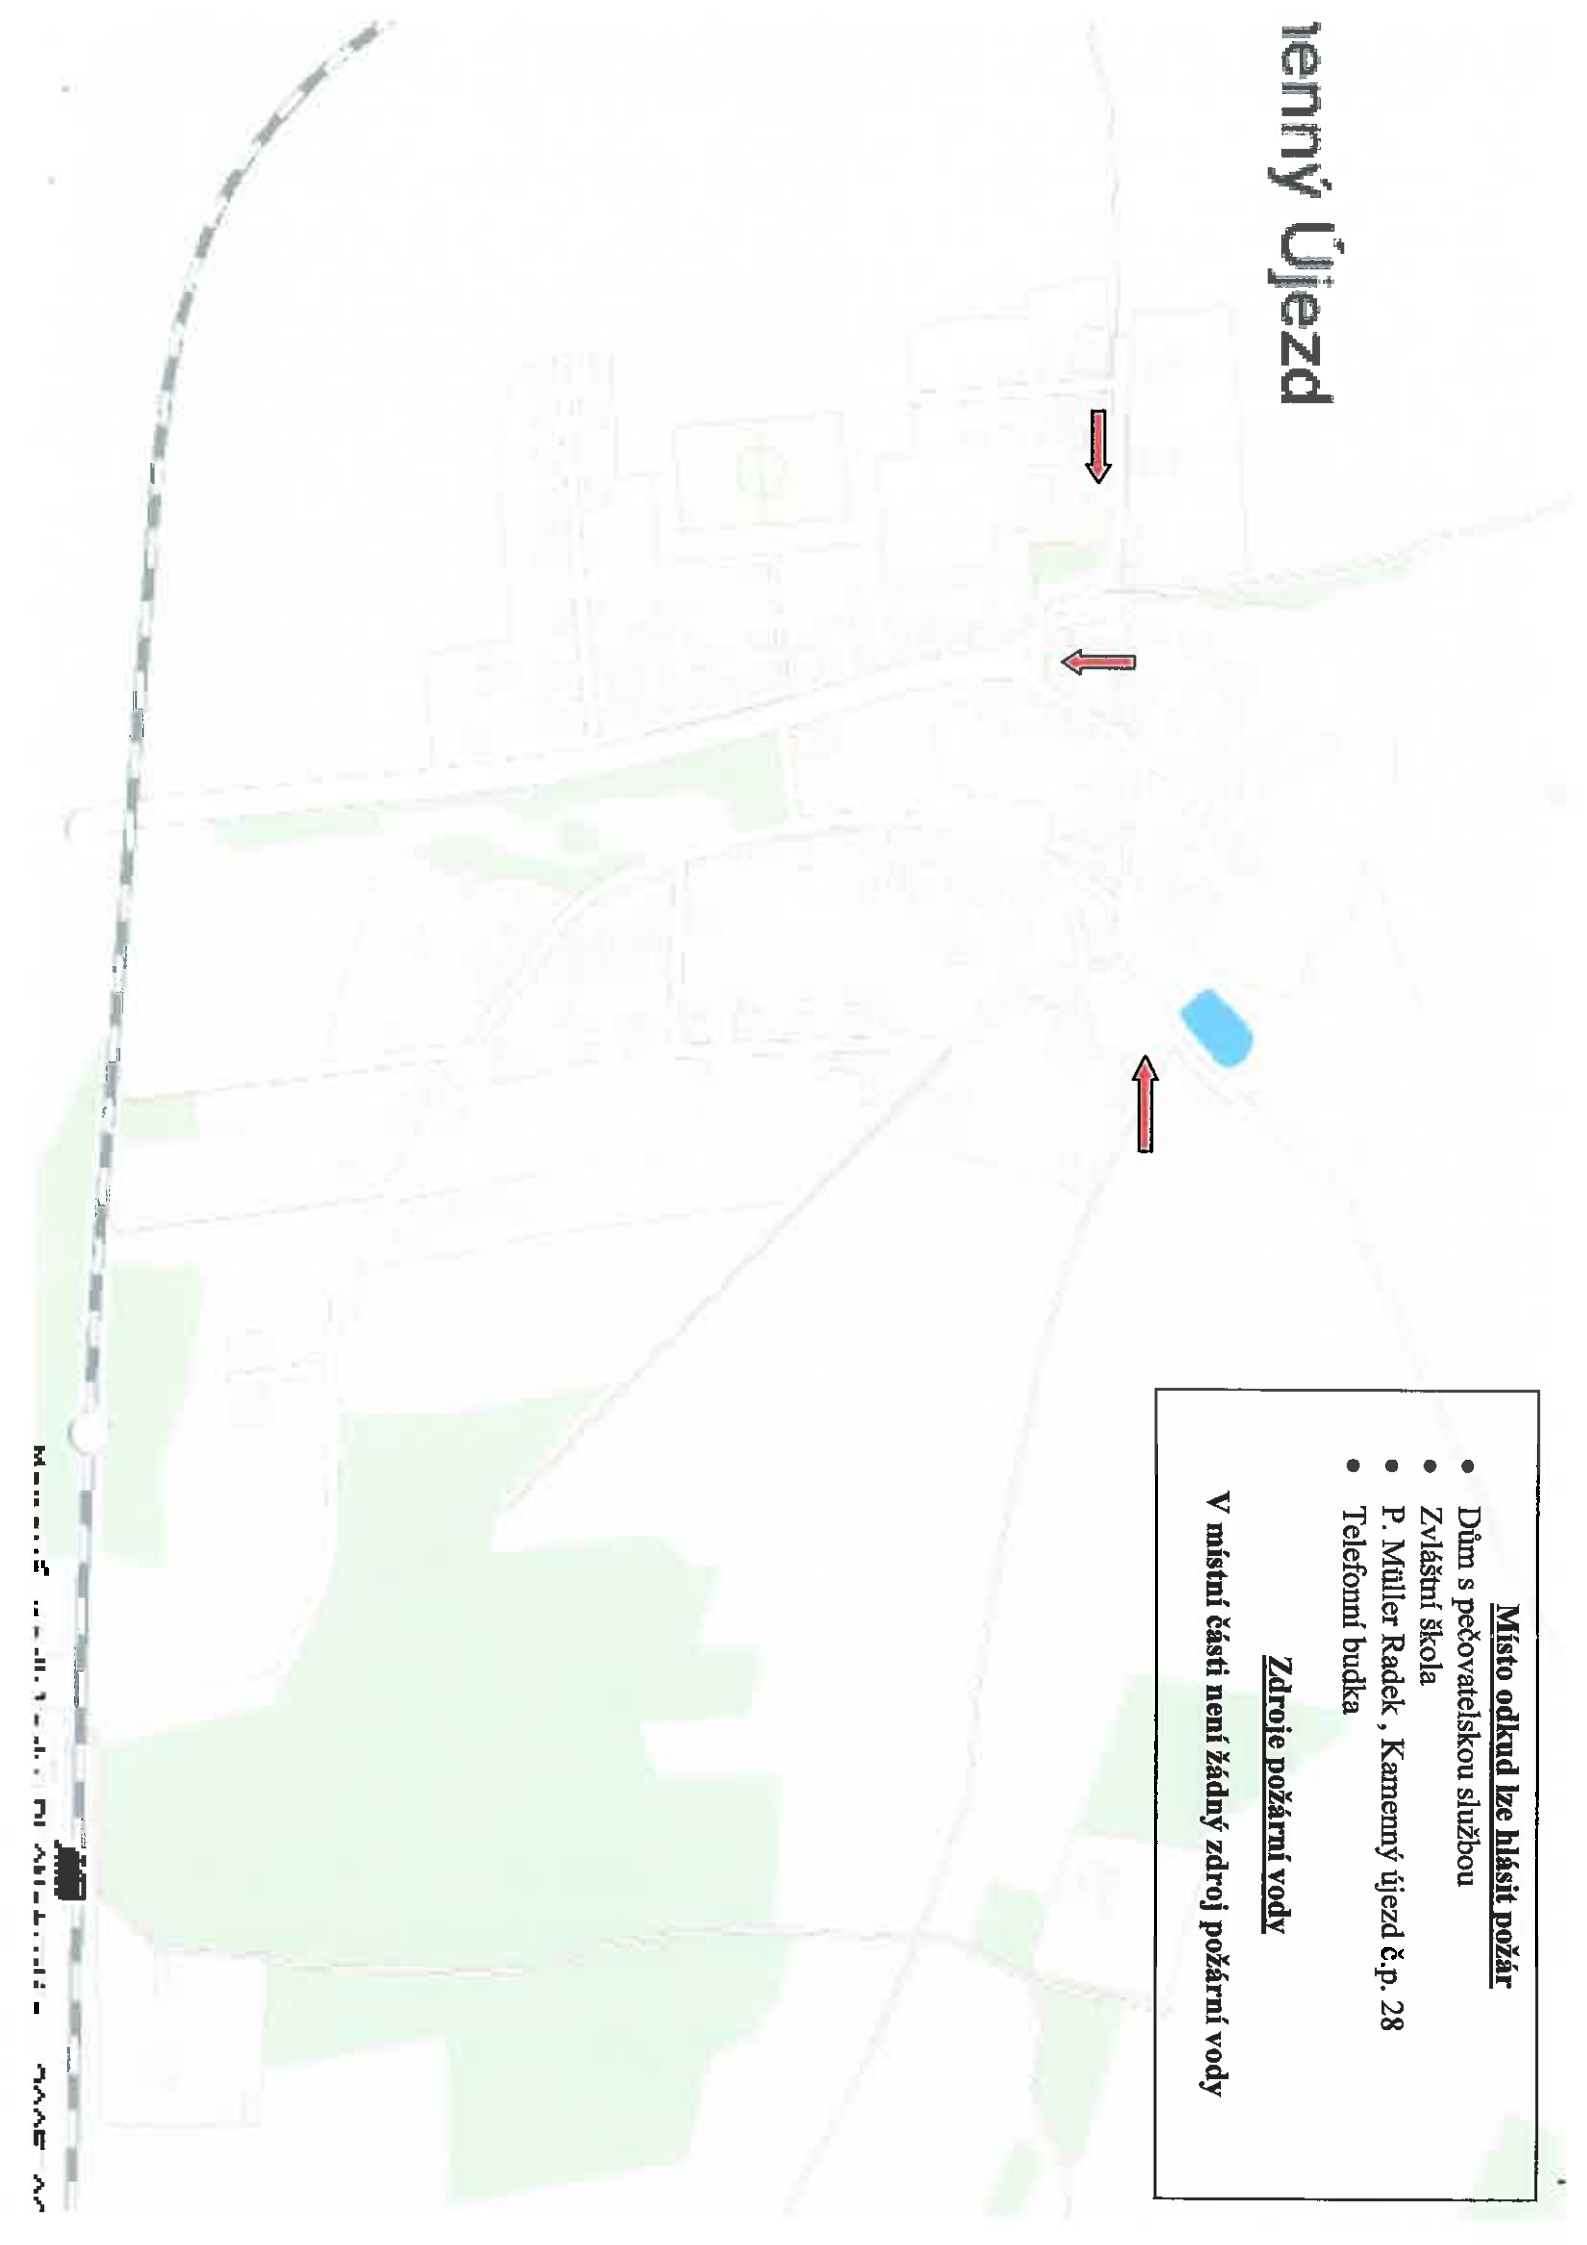 Újezd
Místo odkud lze hlásit požár
• Dům s pečovatelskou službou
• Zvláštní škola
• P. Müller Radek , Kamenný újezd č.p. 28
• Telefonní budka
Zdroje požární vody
V místní části není žádný zdroj požární vody